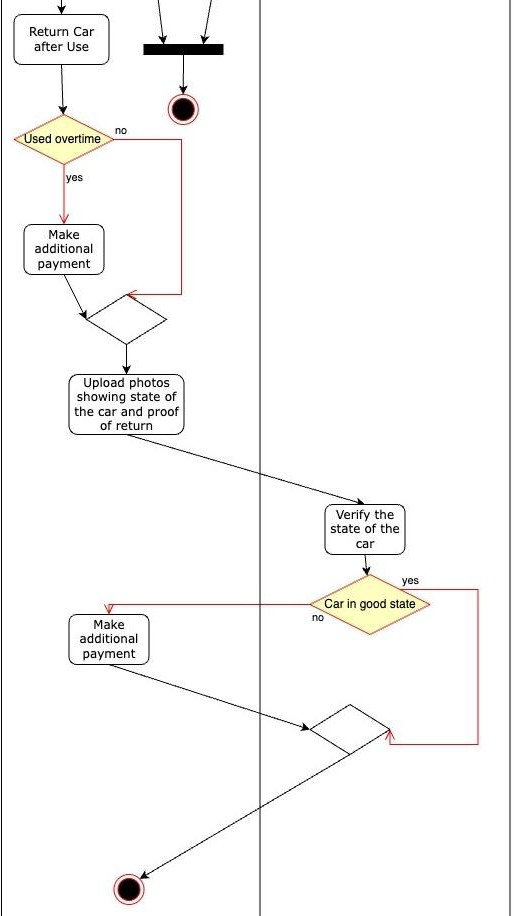 Return Car
after Use
Used overtime
no
yes
Make
additional
payment
Upload photos
showing state of
the car and proof
of return
Verify the
state of the
car
yes
Car in good state
no
Make
additional
payment